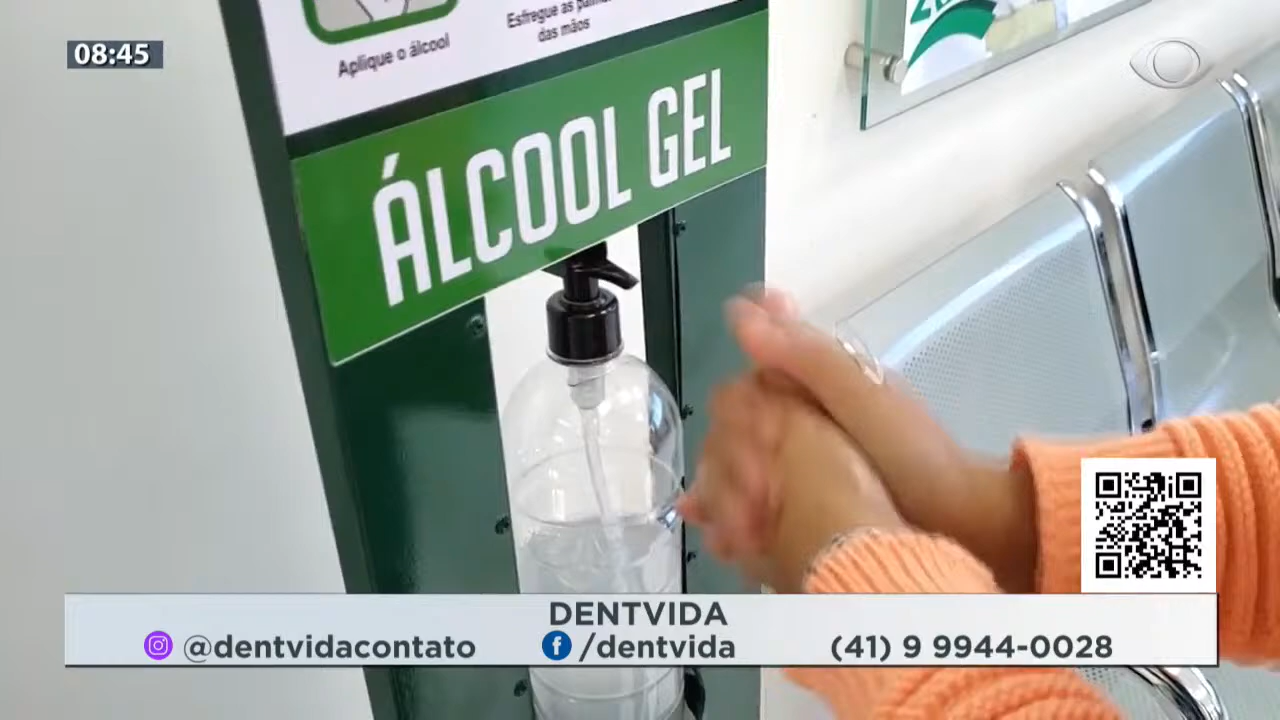 08:45
Aplique o álcool
Esfregue as palmas
das mãos
ÁLCOOL GEL
DENTVIDA
@dentvidacontato
/dentvida
(41) 9 9944-0028